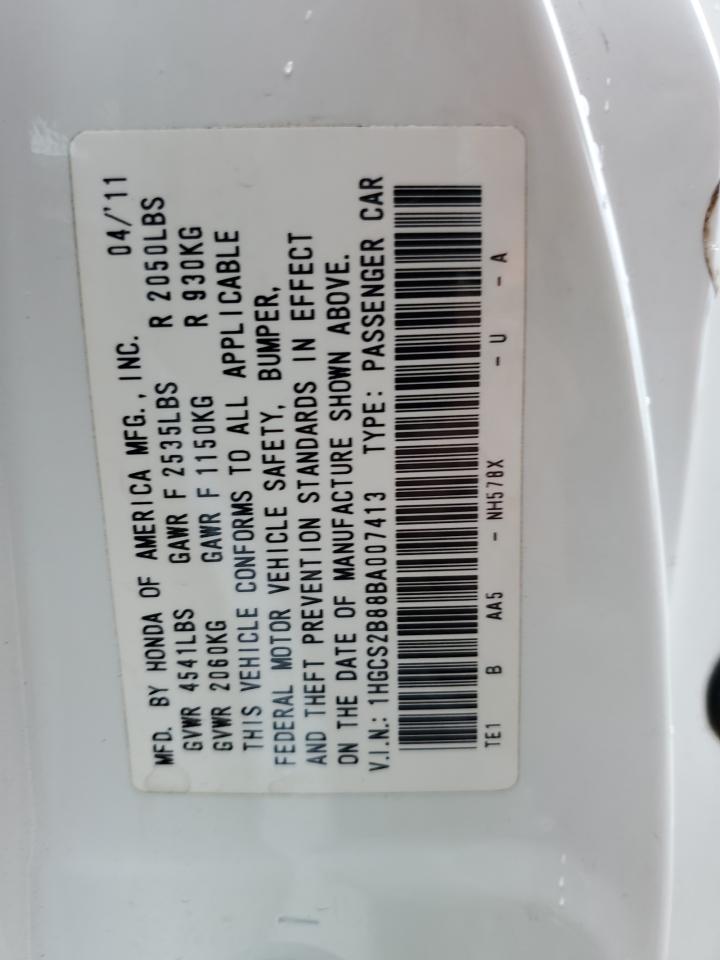 MFD. BY HONDA OF AMERICA MFG., INC. 04/'11
GVWR 4541LBS GAWR F 2535LBS R 2050LBS
GVWR 2060KG GAWR F 1150KG R 930KG
THIS VEHICLE CONFORMS TO ALL APPLICABLE
FEDERAL MOTOR VEHICLE SAFETY, BUMPER,
AND THEFT PREVENTION STANDARDS IN EFFECT
ON THE DATE OF MANUFACTURE SHOWN ABOVE.
V.I.N.: 1HGCS2B88BA007413 TYPE: PASSENGER CAR
TE1 B AA5 - NH578X - U - A